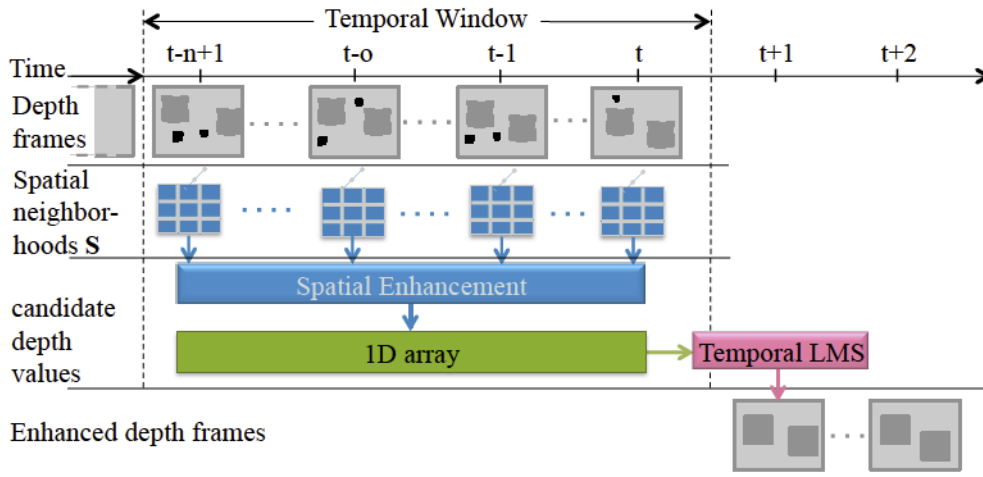 Temporal Window
t-n+1 t-o t-1 t t+1 t+2
Time
Depth
frames
Spatial
neighbor-
hoods S
Spatial Enhancement
candidate
depth
values
1D array
Temporal LMS
Enhanced depth frames